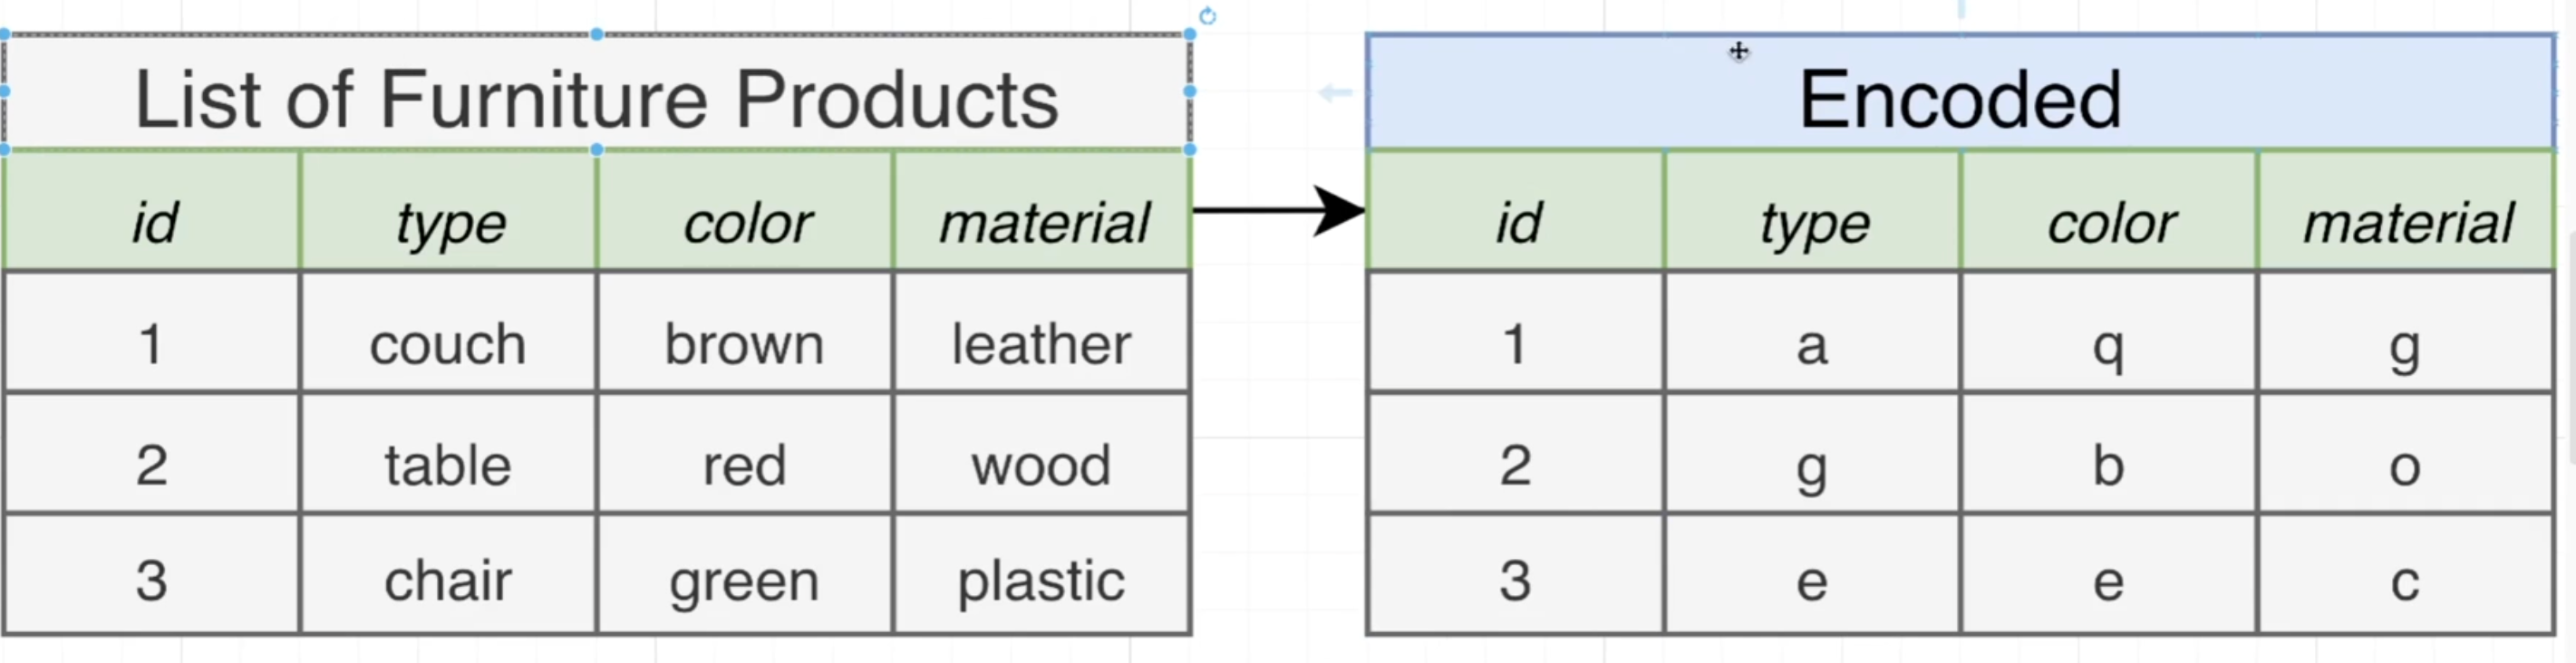 List of Furniture Products
id type color material
1 couch brown leather
2 table red wood
3 chair green plastic
Encoded
id type color material
1 a q g
2 g b o
3 e e c